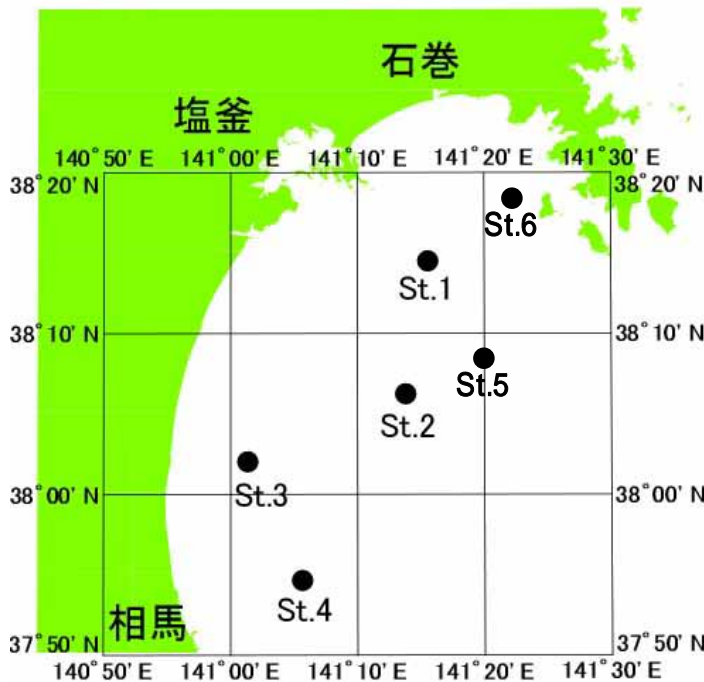 石巻
塩釜
140°50' E 141°00' E 141°10' E 141°20' E 141°30' E
38°20' N 38°20' N
St.6
St.1
38°10' N 38°10' N
St.5
St.2
38°00' N St.3 38°00' N
St.4
相馬
37°50' N 37°50' N
140°50' E 141°00' E 141°10' E 141°20' E 141°30' E